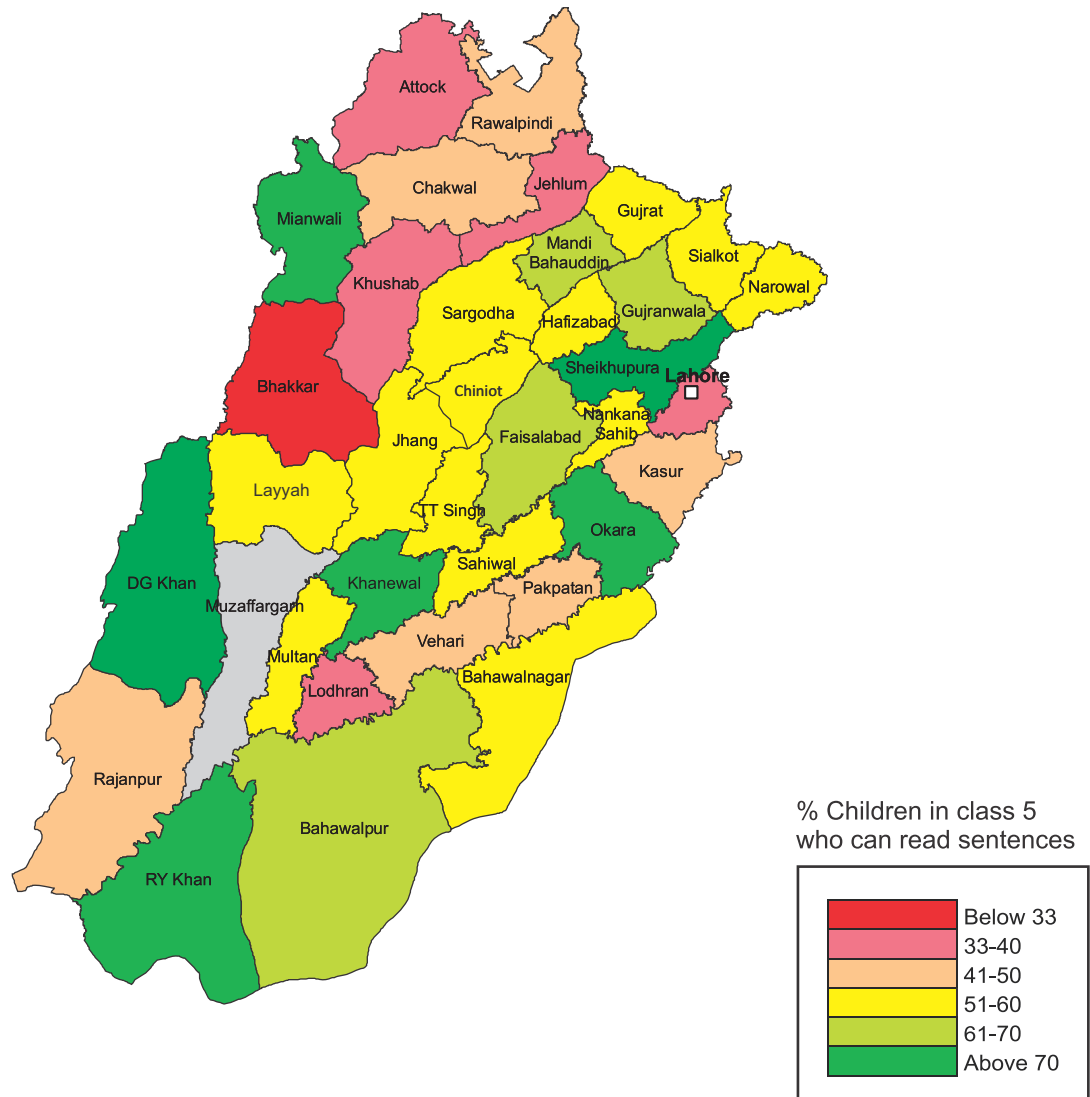 Attock
Rawalpindi
Chakwal
Jehlum
Mianwali
Gujrat
Mandi
Bahauddin
Sialkot
Khushab
Narowal
Sargodha
Hafizabad
Gujranwala
Sheikhupura
Lahore
Bhakkar
Chiniot
Nankana
Sahib
Jhang
Faisalabad
Kasur
Layyah
TT Singh
Okara
Sahiwal
DG Khan
Khanewal
Pakpatan
Muzaffargarh
Vehari
Multan
Bahawalnagar
Lodhran
Rajanpur
Bahawalpur
RY Khan
% Children in class 5
who can read sentences
Below 33
33-40
41-50
51-60
61-70
Above 70